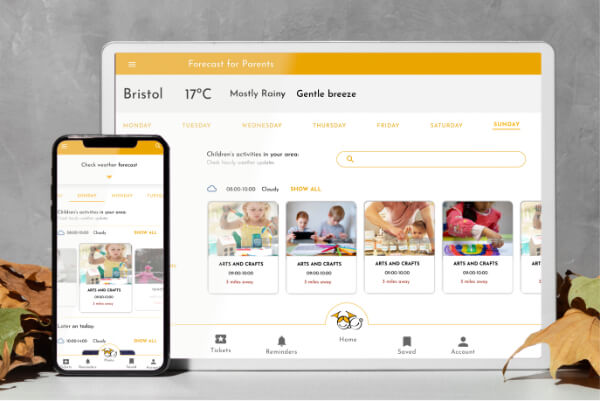 Forecast for Parents
Bristol 17°C Mostly Rainy Gentle breeze
MONDAY TUESDAY WEDNESDAY THURSDAY FRIDAY SATURDAY SUNDAY
Children's activities in your area:
Check hourly weather updates
08:00-10:00 Cloudy SHOW ALL
ARTS AND CRAFTS ARTS AND CRAFTS ARTS AND CRAFTS ARTS AND CRAFTS
09:00-10:00 09:00-10:00 09:00-10:00 09:00-10:00
3 miles away 3 miles away 3 miles away 3 miles away
Tickets Reminders Home Saved Account
Check weather forecast
SUNDAY MONDAY TUESD
Children's activities in your area:
Check hourly weather updates
08:00-10:00 Cloudy SHOW ALL
ARTS AND CRAFTS
09:00-10:00
3 miles away
Later on today:
10:00-14:00 Cloudy SHOW ALL
Tickets Reminders Home Saved Account